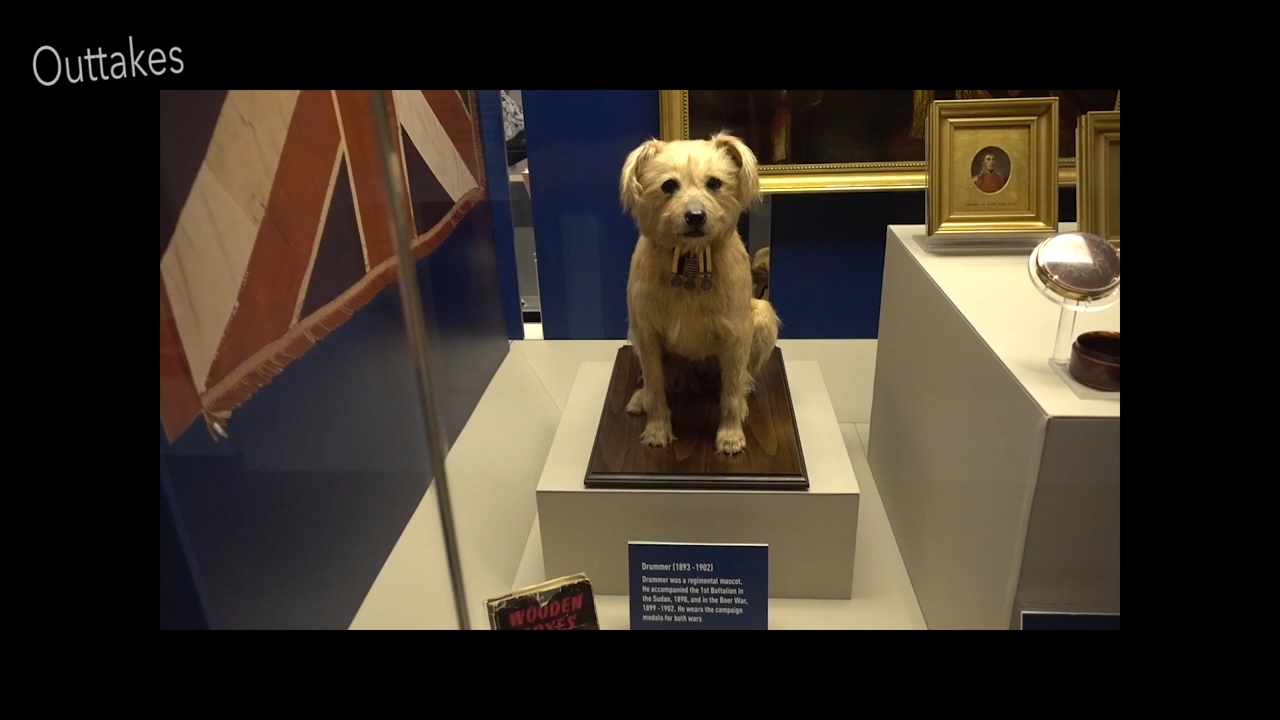 Outtakes
Drummer (1893 - 1902)
Drummer was a regimental mascot.
He accompanied the 1st Battalion in
the Sudan, 1898, and in the Boer War,
1899 - 1902. He wears the campaign
medals for both wars
WOODEN